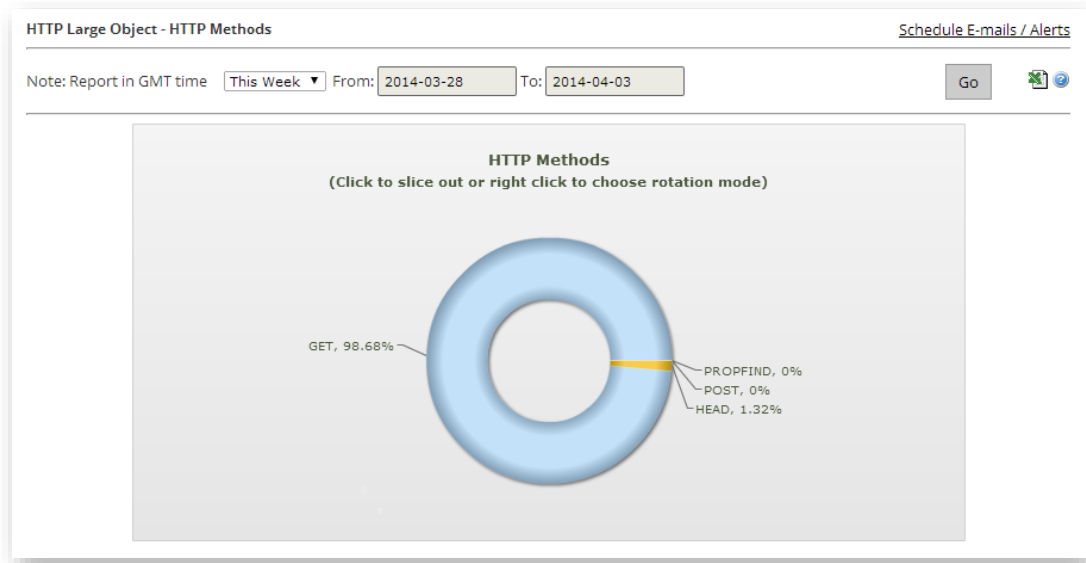 HTTP Large Object - HTTP Methods
Schedule E-mails / Alerts
Note: Report in GMT time This Week From: 2014-03-28 To: 2014-04-03 Go
HTTP Methods
(Click to slice out or right click to choose rotation mode)
GET, 98.68%
PROPFIND, 0%
POST, 0%
HEAD, 1.32%